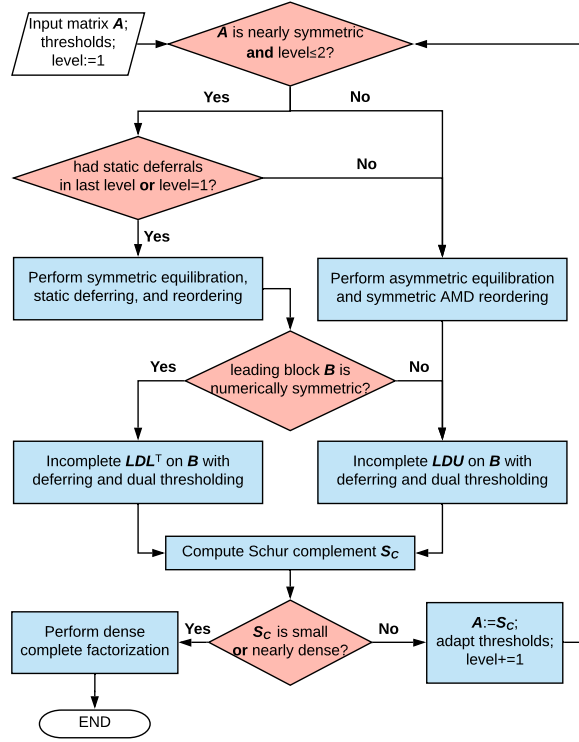 Input matrix A;
thresholds;
level:=1
A is nearly symmetric
and level≤2?
Yes
No
had static deferrals
in last level or level=1?
No
Yes
Perform symmetric equilibration,
static deferring, and reordering
Perform asymmetric equilibration
and symmetric AMD reordering
Yes
leading block B is
numerically symmetric?
No
Incomplete LDLᵀ on B with
deferring and dual thresholding
Incomplete LDU on B with
deferring and dual thresholding
Compute Schur complement S_C
Perform dense
complete factorization
Yes
S_C is small
or nearly dense?
No
A:=S_C;
adapt thresholds;
level+=1
END